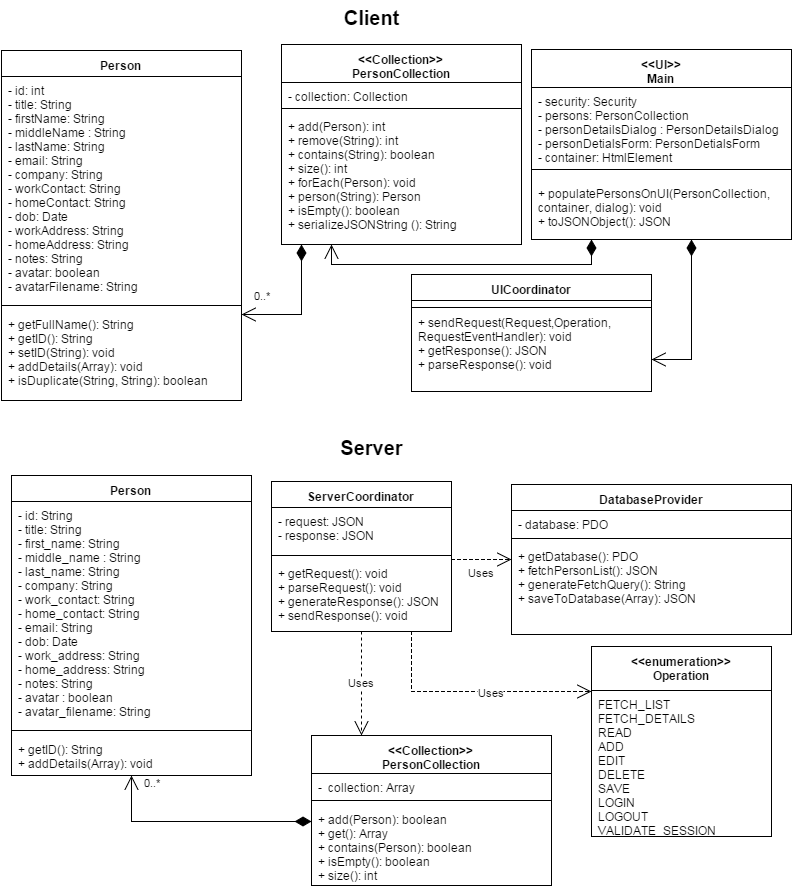 Client
Person
- id: int
- title: String
- firstName: String
- middleName : String
- lastName: String
- email: String
- company: String
- workContact: String
- homeContact: String
- dob: Date
- workAddress: String
- homeAddress: String
- notes: String
- avatar: boolean
- avatarFilename: String
+ getFullName(): String
+ getID(): String
+ setID(String): void
+ addDetails(Array): void
+ isDuplicate(String, String): boolean
<<Collection>>
PersonCollection
- collection: Collection
+ add(Person): int
+ remove(String): int
+ contains(String): boolean
+ size(): int
+ forEach(Person): void
+ person(String): Person
+ isEmpty(): boolean
+ serializeJSONString (): String
<<UI>>
Main
- security: Security
- persons: PersonCollection
- personDetailsDialog : PersonDetailsDialog
- personDetialsForm: PersonDetialsForm
- container: HtmlElement
+ populatePersonsOnUI(PersonCollection,
container, dialog): void
+ toJSONObject(): JSON
0..*
UICoordinator
+ sendRequest(Request,Operation,
RequestEventHandler): void
+ getResponse(): JSON
+ parseResponse(): void
Server
Person
- id: String
- title: String
- first_name: String
- middle_name : String
- last_name: String
- company: String
- work_contact: String
- home_contact: String
- email: String
- dob: Date
- work_address: String
- home_address: String
- notes: String
- avatar : boolean
- avatar_filename: String
+ getID(): String
+ addDetails(Array): void
0..*
ServerCoordinator
- request: JSON
- response: JSON
+ getRequest(): void
+ parseRequest(): void
+ generateResponse(): JSON
+ sendResponse(): void
Uses
DatabaseProvider
- database: PDO
+ getDatabase(): PDO
+ fetchPersonList(): JSON
+ generateFetchQuery(): String
+ saveToDatabase(Array): JSON
Uses
Uses
<<enumeration>>
Operation
FETCH_LIST
FETCH_DETAILS
READ
ADD
EDIT
DELETE
SAVE
LOGIN
LOGOUT
VALIDATE_SESSION
<<Collection>>
PersonCollection
- collection: Array
+ add(Person): boolean
+ get(): Array
+ contains(Person): boolean
+ isEmpty(): boolean
+ size(): int